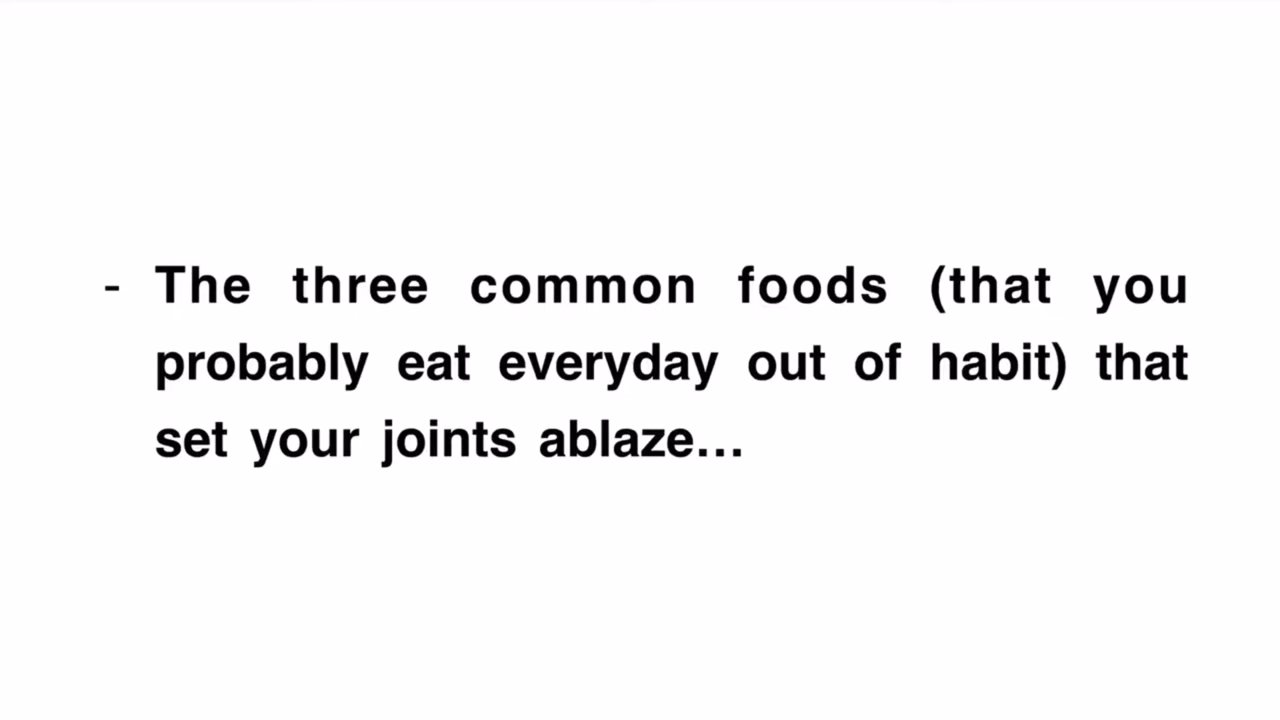 - The three common foods (that you
probably eat everyday out of habit) that
set your joints ablaze...